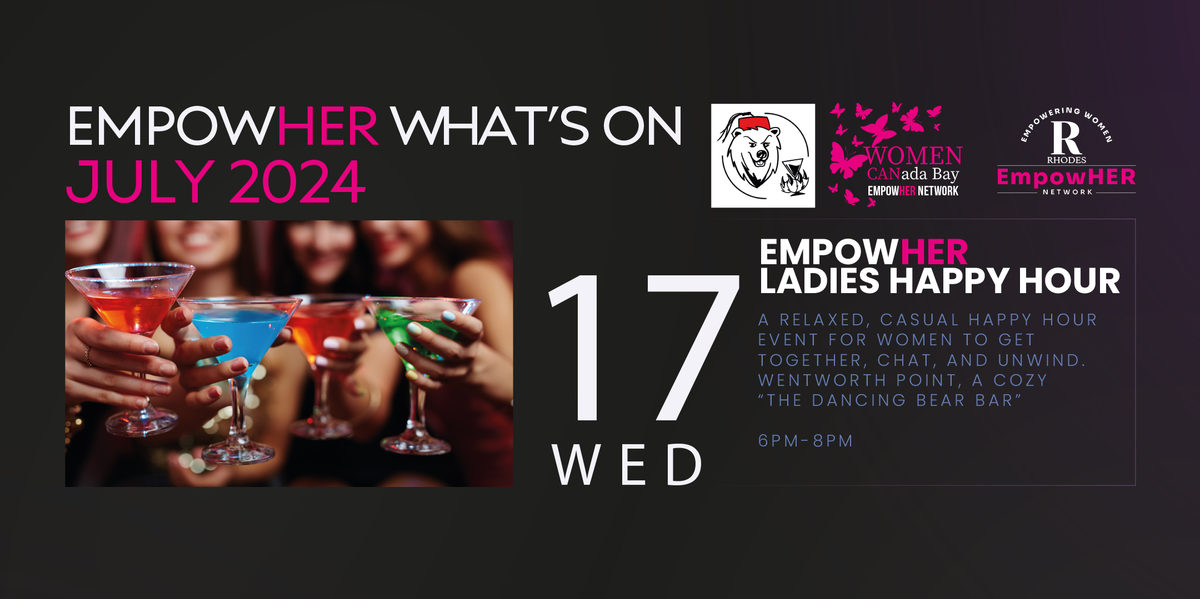 EMPOWHER WHAT'S ON
JULY 2024
WOMEN
CANada Bay
EMPOWHER NETWORK
EMPOWERING WOMEN
R
RHODES
EmpowHER
NETWORK
17
WED
EMPOWHER
LADIES HAPPY HOUR
A RELAXED, CASUAL HAPPY HOUR
EVENT FOR WOMEN TO GET
TOGETHER, CHAT, AND UNWIND.
WENTWORTH POINT, A COZY
“THE DANCING BEAR BAR”
6PM-8PM